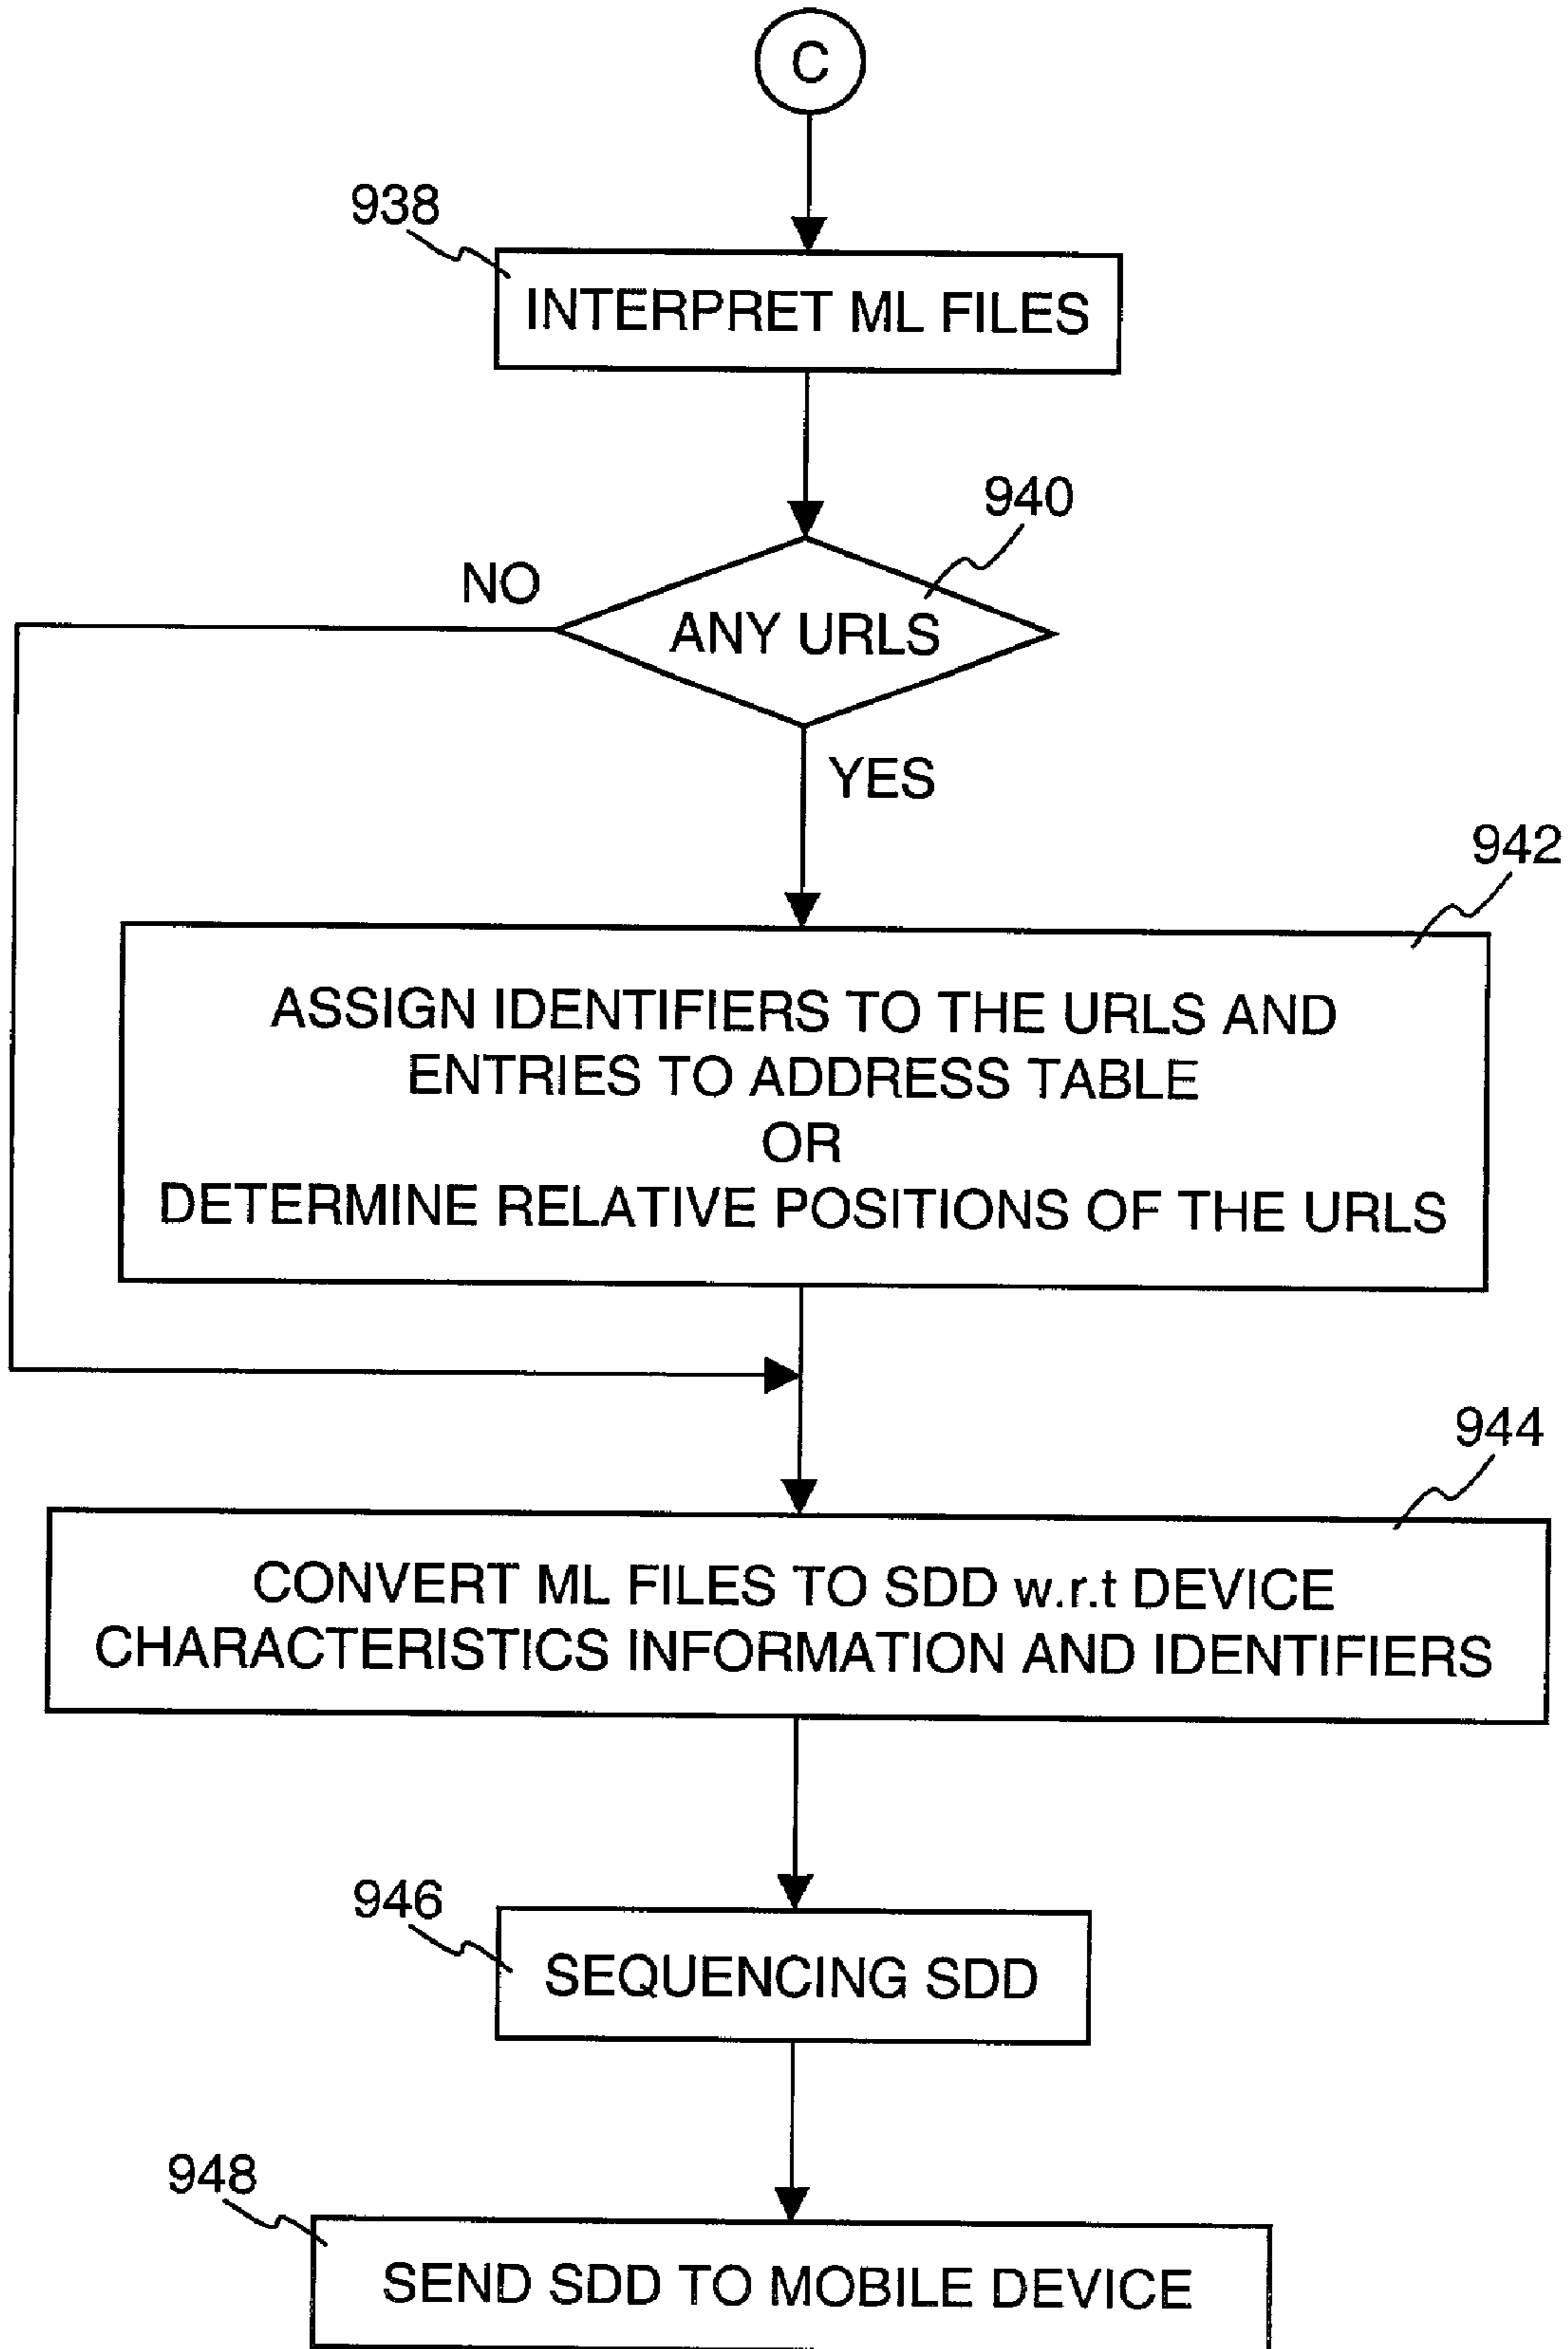 C
938
INTERPRET ML FILES
940
NO
ANY URLS
YES
942
ASSIGN IDENTIFIERS TO THE URLS AND
ENTRIES TO ADDRESS TABLE
OR
DETERMINE RELATIVE POSITIONS OF THE URLS
944
CONVERT ML FILES TO SDD w.r.t DEVICE
CHARACTERISTICS INFORMATION AND IDENTIFIERS
946
SEQUENCING SDD
948
SEND SDD TO MOBILE DEVICE